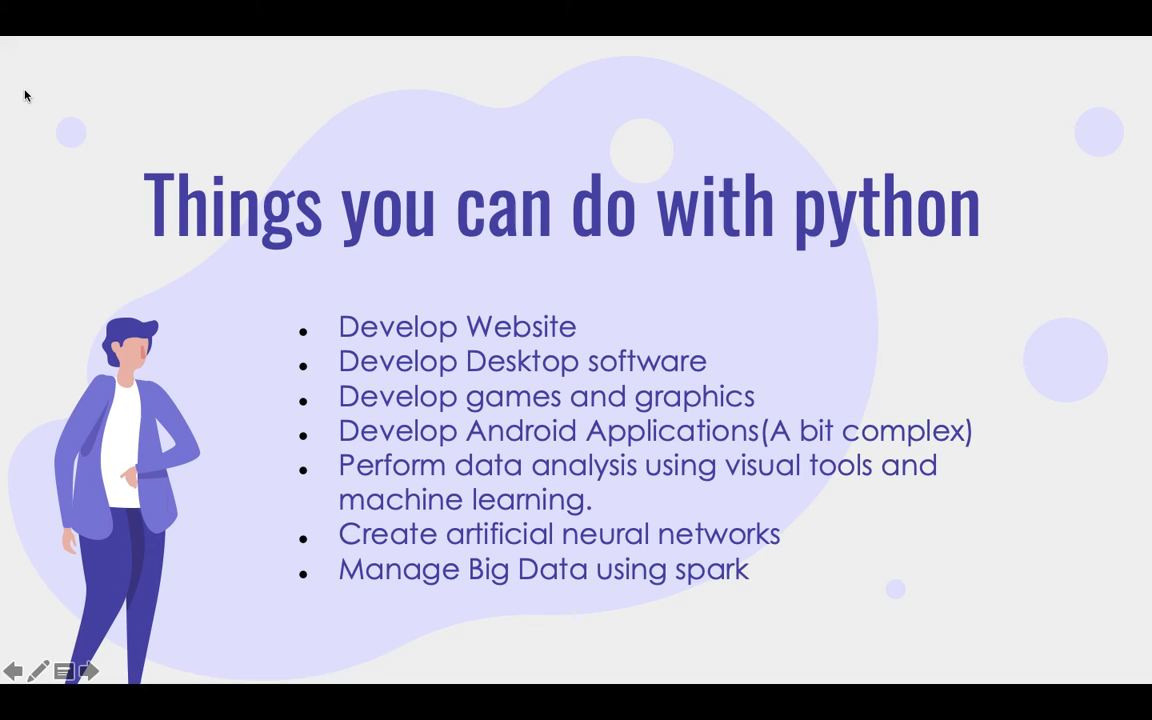 Things you can do with python
• Develop Website
• Develop Desktop software
• Develop games and graphics
• Develop Android Applications(A bit complex)
• Perform data analysis using visual tools and
machine learning.
• Create artificial neural networks
• Manage Big Data using spark